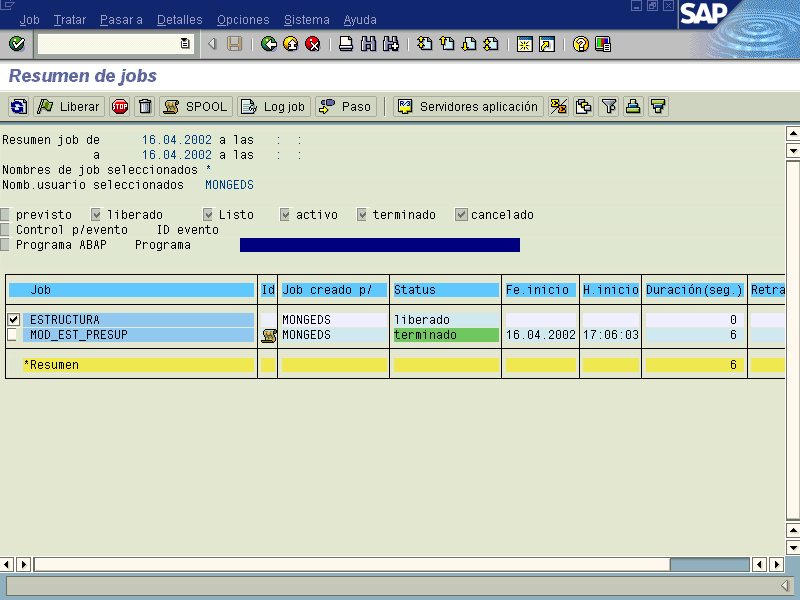 Job Tratar Pasar a Detalles Opciones Sistema Ayuda
SAP
Resumen de jobs
Liberar STOP SPOOL Log job Paso Servidores aplicación
Resumen job de 16.04.2002 a las : :
a 16.04.2002 a las : :
Nombres de job seleccionados *
Nomb.usuario seleccionados MONGEDS
previsto liberado Listo activo terminado cancelado
Control p/evento ID evento
Programa ABAP Programa
Job Id Job creado p/ Status Fe.inicio H.inicio Duración(seg.) Retra
ESTRUCTURA MONGEDS liberado 0
MOD_EST_PRESUP MONGEDS terminado 16.04.2002 17:06:03 6
*Resumen 6